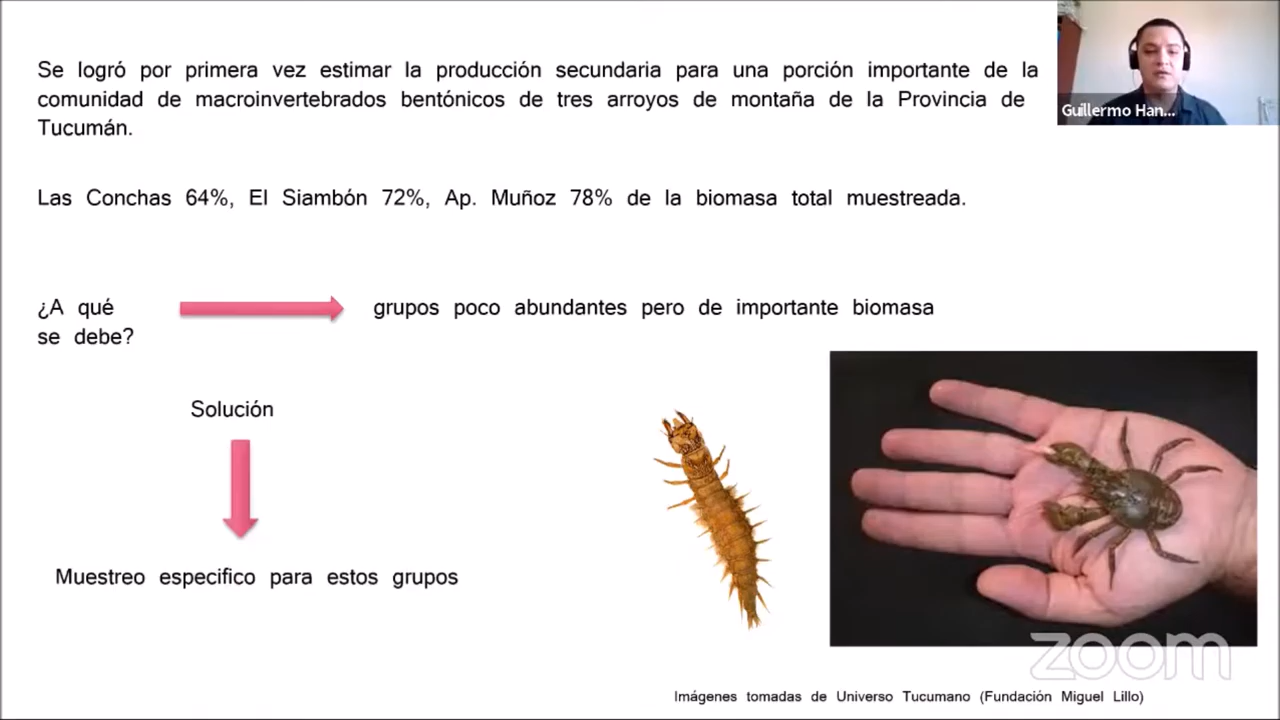 Se logró por primera vez estimar la producción secundaria para una porción importante de la
comunidad de macroinvertebrados bentónicos de tres arroyos de montaña de la Provincia de
Tucumán.
Guillermo Han...
Las Conchas 64%, El Siambón 72%, Ap. Muñoz 78% de la biomasa total muestreada.
¿A qué
se debe?
grupos poco abundantes pero de importante biomasa
Solución
Muestreo especifico para estos grupos
zoom
Imágenes tomadas de Universo Tucumano (Fundación Miguel Lillo)